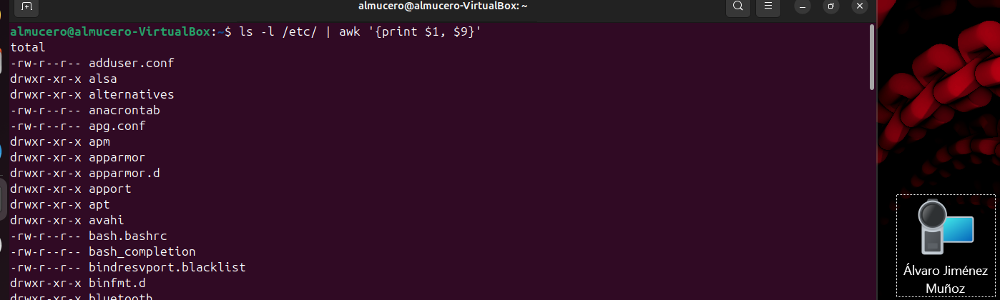 almucero@almucero-VirtualBox: ~
almucero@almucero-VirtualBox:~$ ls -l /etc/ | awk '{print $1, $9}'
total
-rw-r--r-- adduser.conf
drwxr-xr-x alsa
drwxr-xr-x alternatives
-rw-r--r-- anacrontab
-rw-r--r-- apg.conf
drwxr-xr-x apm
drwxr-xr-x apparmor
drwxr-xr-x apparmor.d
drwxr-xr-x apport
drwxr-xr-x apt
drwxr-xr-x avahi
-rw-r--r-- bash.bashrc
-rw-r--r-- bash_completion
-rw-r--r-- bindresvport.blacklist
drwxr-xr-x binfmt.d
drwxr-xr-x bluetooth
Álvaro Jiménez
Muñoz